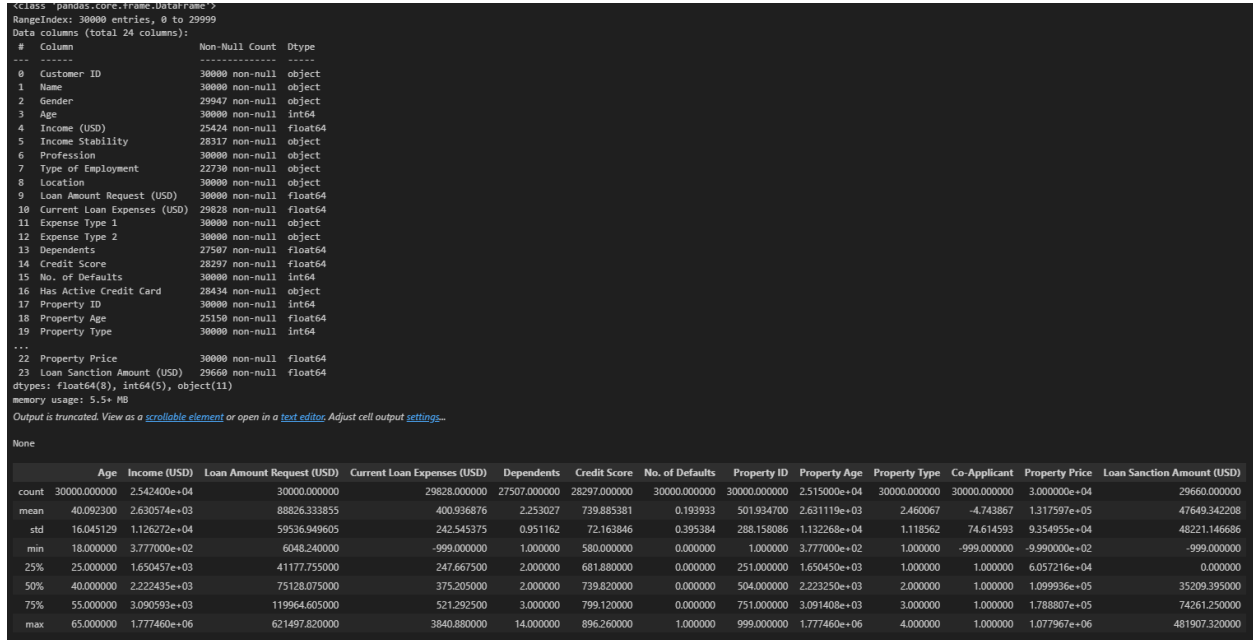 <class 'pandas.core.frame.DataFrame'>
RangeIndex: 30000 entries, 0 to 29999
Data columns (total 24 columns):
 #   Column                       Non-Null Count  Dtype
---  ------                       --------------  -----
 0   Customer ID                  30000 non-null  object
 1   Name                         30000 non-null  object
 2   Gender                       29947 non-null  object
 3   Age                          30000 non-null  int64
 4   Income (USD)                 25424 non-null  float64
 5   Income Stability             28317 non-null  object
 6   Profession                   30000 non-null  object
 7   Type of Employment           22730 non-null  object
 8   Location                     30000 non-null  object
 9   Loan Amount Request (USD)    30000 non-null  float64
 10  Current Loan Expenses (USD)  29828 non-null  float64
 11  Expense Type 1               30000 non-null  object
 12  Expense Type 2               30000 non-null  object
 13  Dependents                   27507 non-null  float64
 14  Credit Score                 28297 non-null  float64
 15  No. of Defaults              30000 non-null  int64
 16  Has Active Credit Card       28434 non-null  object
 17  Property ID                  30000 non-null  int64
 18  Property Age                 25150 non-null  float64
 19  Property Type                30000 non-null  int64
...
 22  Property Price               30000 non-null  float64
 23  Loan Sanction Amount (USD)   29660 non-null  float64
dtypes: float64(8), int64(5), object(11)
memory usage: 5.5+ MB
Output is truncated. View as a scrollable element or open in a text editor. Adjust cell output settings...
None
Age Income (USD) Loan Amount Request (USD) Current Loan Expenses (USD) Dependents Credit Score No. of Defaults Property ID Property Age Property Type Co-Applicant Property Price Loan Sanction Amount (USD)
count 30000.000000 2.542400e+04 30000.000000 29828.000000 27507.000000 28297.000000 30000.000000 30000.000000 2.515000e+04 30000.000000 30000.000000 3.000000e+04 29660.000000
mean 40.092300 2.630574e+03 88826.333855 400.936876 2.253027 739.885381 0.193933 501.934700 2.631119e+03 2.460067 -4.743867 1.317597e+05 47649.342208
std 16.045129 1.126272e+04 59536.949605 242.545375 0.951162 72.163846 0.395384 288.158086 1.132268e+04 1.118562 74.614593 9.354955e+04 48221.146686
min 18.000000 3.777000e+02 6048.240000 -999.000000 1.000000 580.000000 0.000000 1.000000 3.777000e+02 1.000000 -999.000000 -9.990000e+02 -999.000000
25% 25.000000 1.650457e+03 41177.755000 247.667500 2.000000 681.880000 0.000000 251.000000 1.650450e+03 1.000000 1.000000 6.057216e+04 0.000000
50% 40.000000 2.222435e+03 75128.075000 375.205000 2.000000 739.820000 0.000000 504.000000 2.223250e+03 2.000000 1.000000 1.099936e+05 35209.395000
75% 55.000000 3.090593e+03 119964.605000 521.292500 3.000000 799.120000 0.000000 751.000000 3.091408e+03 3.000000 1.000000 1.788807e+05 74261.250000
max 65.000000 1.777460e+06 621497.820000 3840.880000 14.000000 896.260000 1.000000 999.000000 1.777460e+06 4.000000 1.000000 1.077967e+06 481907.320000